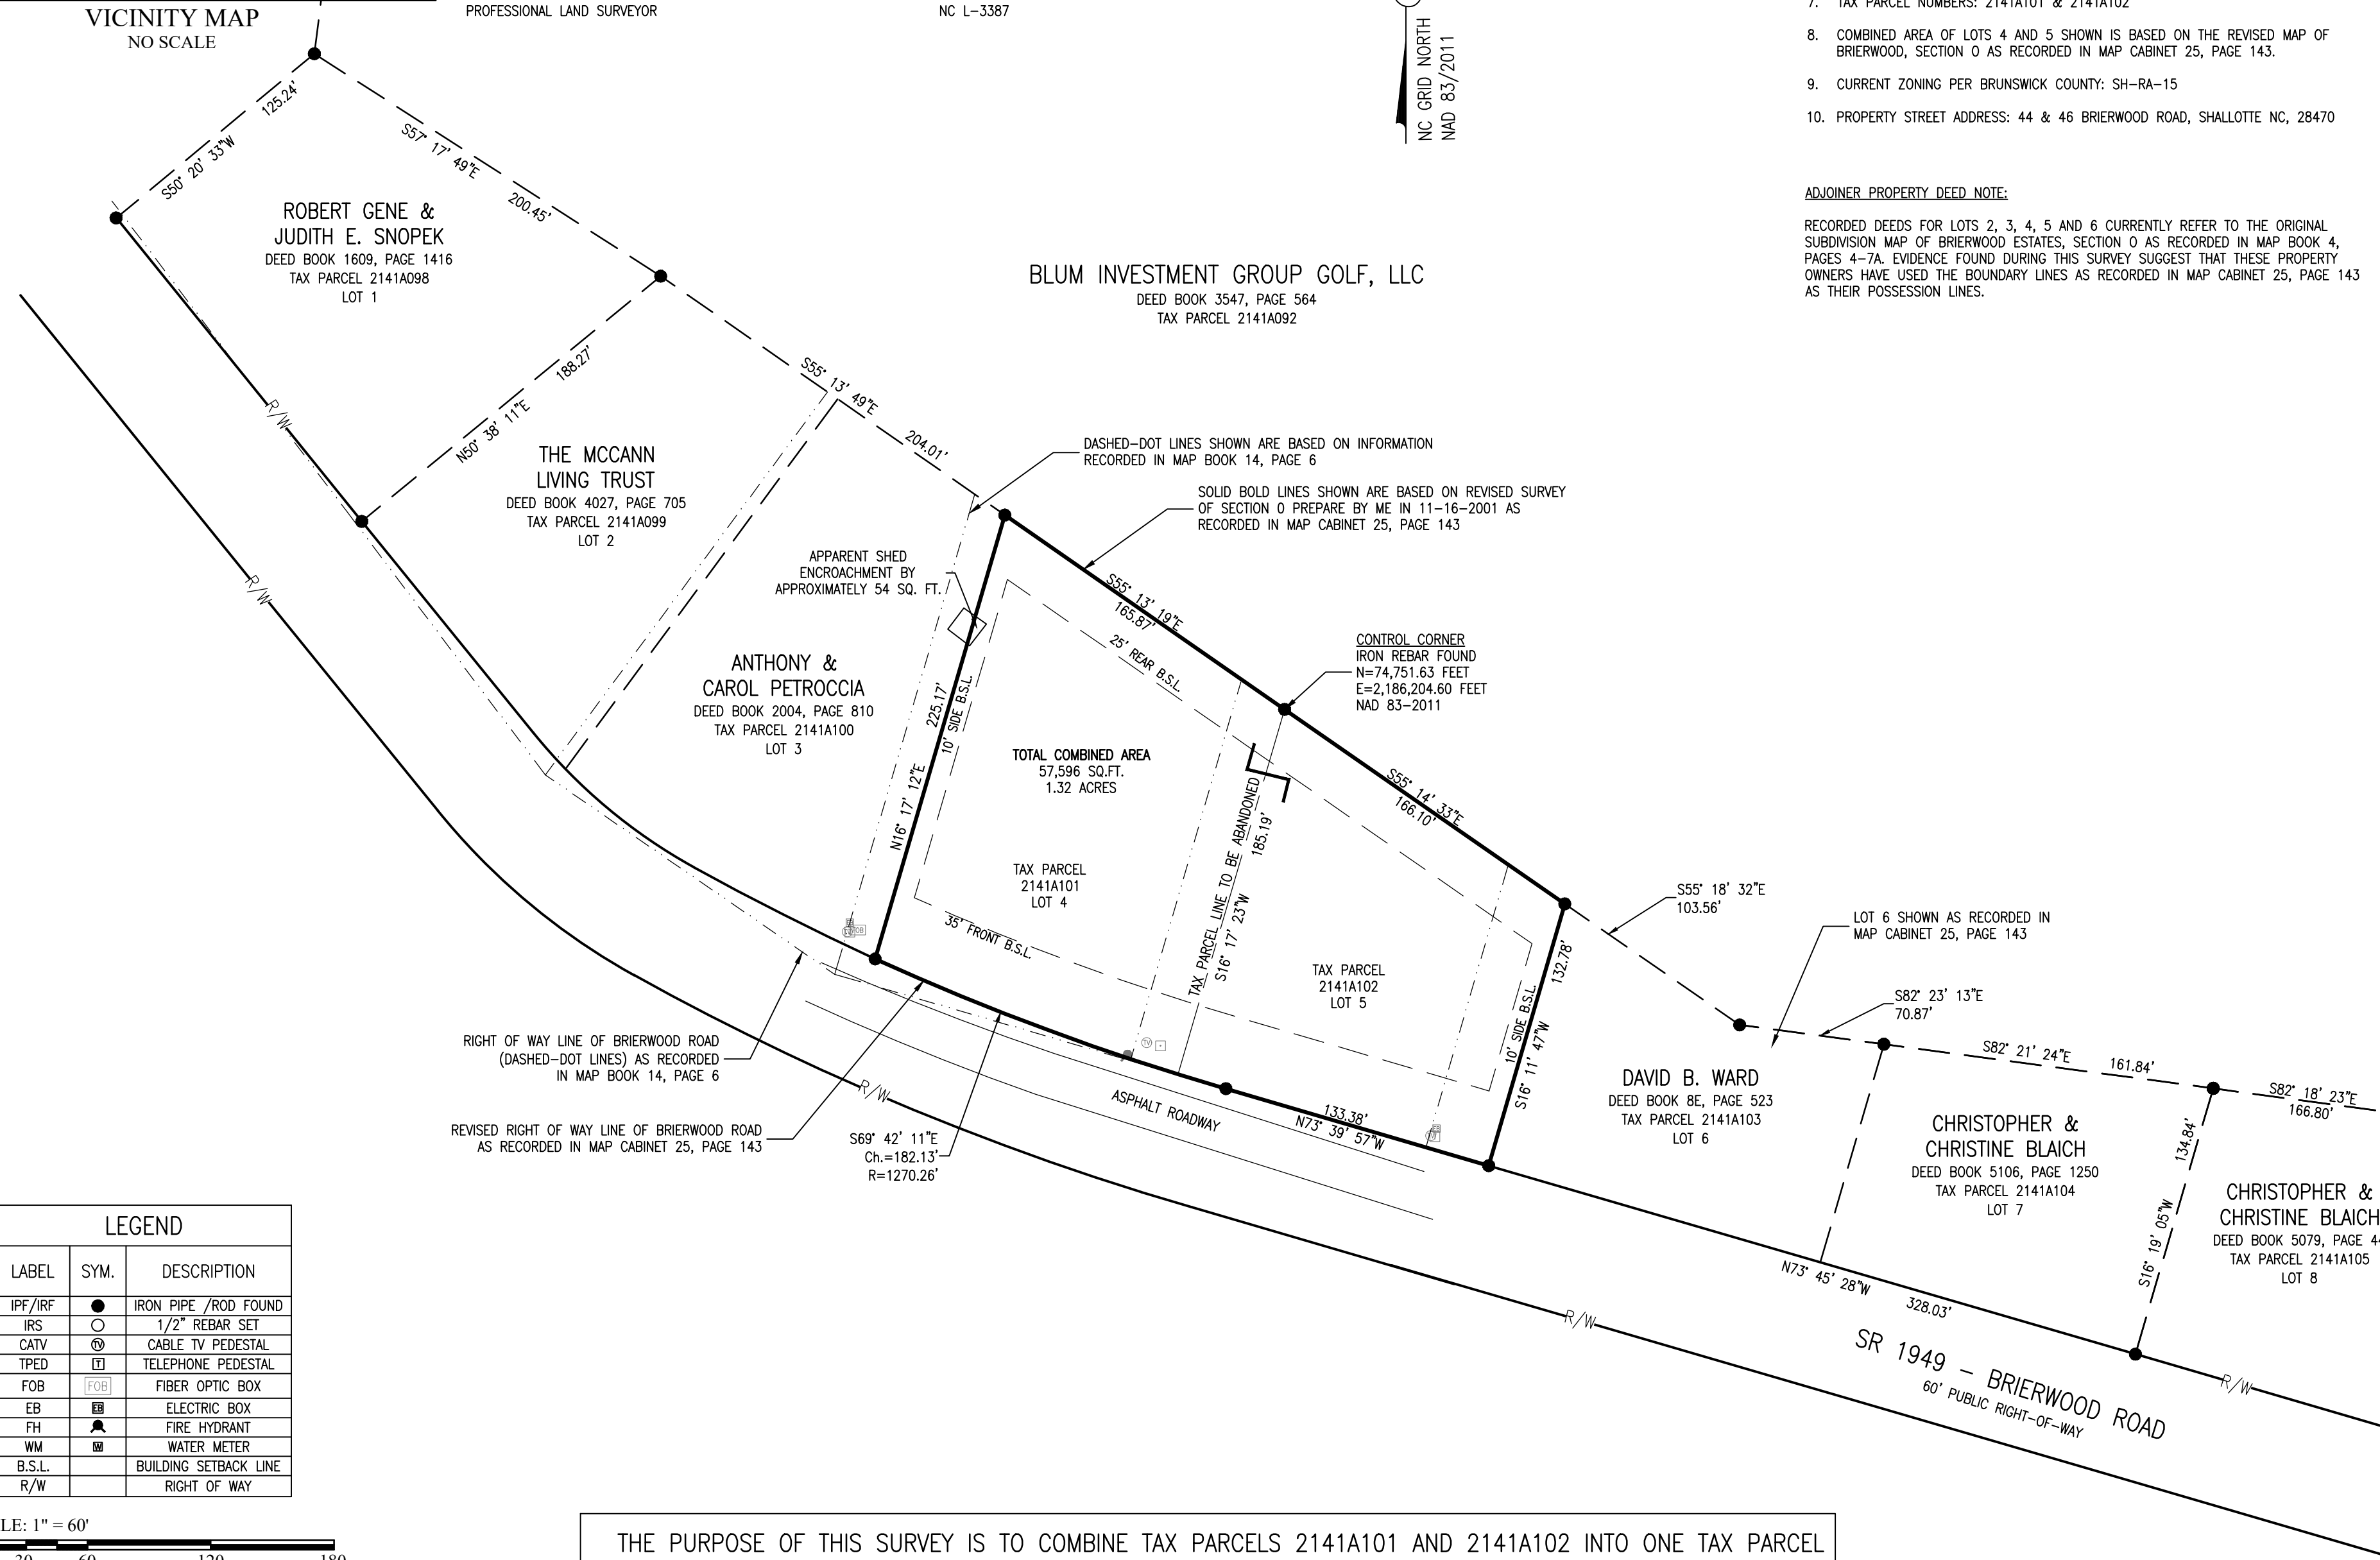 VICINITY MAP
NO SCALE
PROFESSIONAL LAND SURVEYOR
NC L-3387
NC GRID NORTH
NAD 83/2011
7. TAX PARCEL NUMBERS: 2141A101 & 2141A102
8. COMBINED AREA OF LOTS 4 AND 5 SHOWN IS BASED ON THE REVISED MAP OF
BRIERWOOD, SECTION O AS RECORDED IN MAP CABINET 25, PAGE 143.
9. CURRENT ZONING PER BRUNSWICK COUNTY: SH-RA-15
10. PROPERTY STREET ADDRESS: 44 & 46 BRIERWOOD ROAD, SHALLOTTE NC, 28470
ADJOINER PROPERTY DEED NOTE:
RECORDED DEEDS FOR LOTS 2, 3, 4, 5 AND 6 CURRENTLY REFER TO THE ORIGINAL
SUBDIVISION MAP OF BRIERWOOD ESTATES, SECTION O AS RECORDED IN MAP BOOK 4,
PAGES 4-7A. EVIDENCE FOUND DURING THIS SURVEY SUGGEST THAT THESE PROPERTY
OWNERS HAVE USED THE BOUNDARY LINES AS RECORDED IN MAP CABINET 25, PAGE 143
AS THEIR POSSESSION LINES.
S50° 20' 33"W
125.24'
S57° 17' 49"E
200.45'
ROBERT GENE &
JUDITH E. SNOPEK
DEED BOOK 1609, PAGE 1416
TAX PARCEL 2141A098
LOT 1
N50° 38' 11"E
188.27'
R/W
R/W
THE MCCANN
LIVING TRUST
DEED BOOK 4027, PAGE 705
TAX PARCEL 2141A099
LOT 2
S55° 13' 49"E
204.01'
BLUM INVESTMENT GROUP GOLF, LLC
DEED BOOK 3547, PAGE 564
TAX PARCEL 2141A092
DASHED-DOT LINES SHOWN ARE BASED ON INFORMATION
RECORDED IN MAP BOOK 14, PAGE 6
SOLID BOLD LINES SHOWN ARE BASED ON REVISED SURVEY
OF SECTION O PREPARE BY ME IN 11-16-2001 AS
RECORDED IN MAP CABINET 25, PAGE 143
APPARENT SHED
ENCROACHMENT BY
APPROXIMATELY 54 SQ. FT.
ANTHONY &
CAROL PETROCCIA
DEED BOOK 2004, PAGE 810
TAX PARCEL 2141A100
LOT 3
S55° 13' 19"E
165.87'
25' REAR B.S.L.
CONTROL CORNER
IRON REBAR FOUND
N=74,751.63 FEET
E=2,186,204.60 FEET
NAD 83-2011
N16° 17' 12"E
225.17'
10' SIDE B.S.L.
TOTAL COMBINED AREA
57,596 SQ.FT.
1.32 ACRES
TAX PARCEL
2141A101
LOT 4
35' FRONT B.S.L.
TAX PARCEL LINE TO BE ABANDONED
S16° 17' 23"W
185.19'
S55° 14' 33"E
166.10'
TAX PARCEL
2141A102
LOT 5
10' SIDE B.S.L.
S16° 11' 47"W
132.78'
FOB
TV
TV
S55° 18' 32"E
103.56'
LOT 6 SHOWN AS RECORDED IN
MAP CABINET 25, PAGE 143
S82° 23' 13"E
70.87'
S82° 21' 24"E
161.84'
S82° 18' 23"E
166.80'
RIGHT OF WAY LINE OF BRIERWOOD ROAD
(DASHED-DOT LINES) AS RECORDED
IN MAP BOOK 14, PAGE 6
REVISED RIGHT OF WAY LINE OF BRIERWOOD ROAD
AS RECORDED IN MAP CABINET 25, PAGE 143
S69° 42' 11"E
Ch.=182.13'
R=1270.26'
R/W
ASPHALT ROADWAY
133.38'
N73° 39' 57"W
EB
DAVID B. WARD
DEED BOOK 8E, PAGE 523
TAX PARCEL 2141A103
LOT 6
CHRISTOPHER &
CHRISTINE BLAICH
DEED BOOK 5106, PAGE 1250
TAX PARCEL 2141A104
LOT 7
S16° 19' 05"W
134.84'
CHRISTOPHER &
CHRISTINE BLAICH
DEED BOOK 5079, PAGE
TAX PARCEL 2141A105
LOT 8
N73° 45' 28"W
328.03'
R/W
R/W
SR 1949 - BRIERWOOD ROAD
60' PUBLIC RIGHT-OF-WAY
LEGEND
LABEL SYM. DESCRIPTION
IPF/IRF IRON PIPE /ROD FOUND
IRS 1/2" REBAR SET
CATV TV CABLE TV PEDESTAL
TPED T TELEPHONE PEDESTAL
FOB FOB FIBER OPTIC BOX
EB EB ELECTRIC BOX
FH FIRE HYDRANT
WM W WATER METER
B.S.L. BUILDING SETBACK LINE
R/W RIGHT OF WAY
LE: 1" = 60'
30 60 120 180
THE PURPOSE OF THIS SURVEY IS TO COMBINE TAX PARCELS 2141A101 AND 2141A102 INTO ONE TAX PARCEL